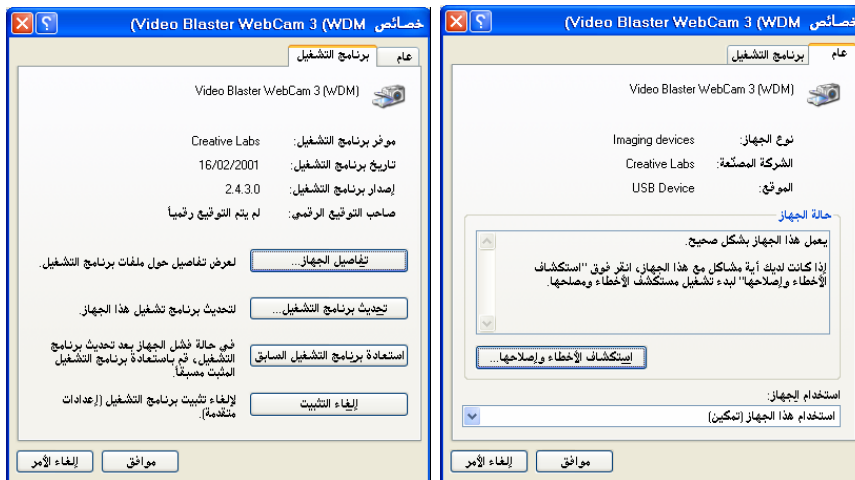 خصائص Video Blaster WebCam 3 (WDM)
عام
برنامج التشغيل
Video Blaster WebCam 3 (WDM)
نوع الجهاز: Imaging devices
الشركة المصنّعة: Creative Labs
الموقع: USB Device
حالة الجهاز
يعمل هذا الجهاز بشكل صحيح.
إذا كانت لديك أية مشاكل مع هذا الجهاز، انقر فوق "استكشاف
الأخطاء وإصلاحها" لبدء تشغيل مستكشف الأخطاء ومصلحها.
استكشاف الأخطاء وإصلاحها...
استخدام الجهاز:
استخدام هذا الجهاز (تمكين)
موافق
إلغاء الأمر
خصائص Video Blaster WebCam 3 (WDM)
عام
برنامج التشغيل
Video Blaster WebCam 3 (WDM)
موفر برنامج التشغيل: Creative Labs
تاريخ برنامج التشغيل: 16/02/2001
إصدار برنامج التشغيل: 2.4.3.0
صاحب التوقيع الرقمي: لم يتم التوقيع رقمياً
تفاصيل الجهاز...
لعرض تفاصيل حول ملفات برنامج التشغيل.
تحديث برنامج التشغيل...
لتحديث برنامج تشغيل هذا الجهاز.
استعادة برنامج التشغيل السابق
في حالة فشل الجهاز بعد تحديث برنامج
التشغيل، قم باستعادة برنامج التشغيل
المثبت مسبقاً.
إلغاء التثبيت
لإلغاء تثبيت برنامج التشغيل (إعدادات
متقدمة).
موافق
إلغاء الأمر